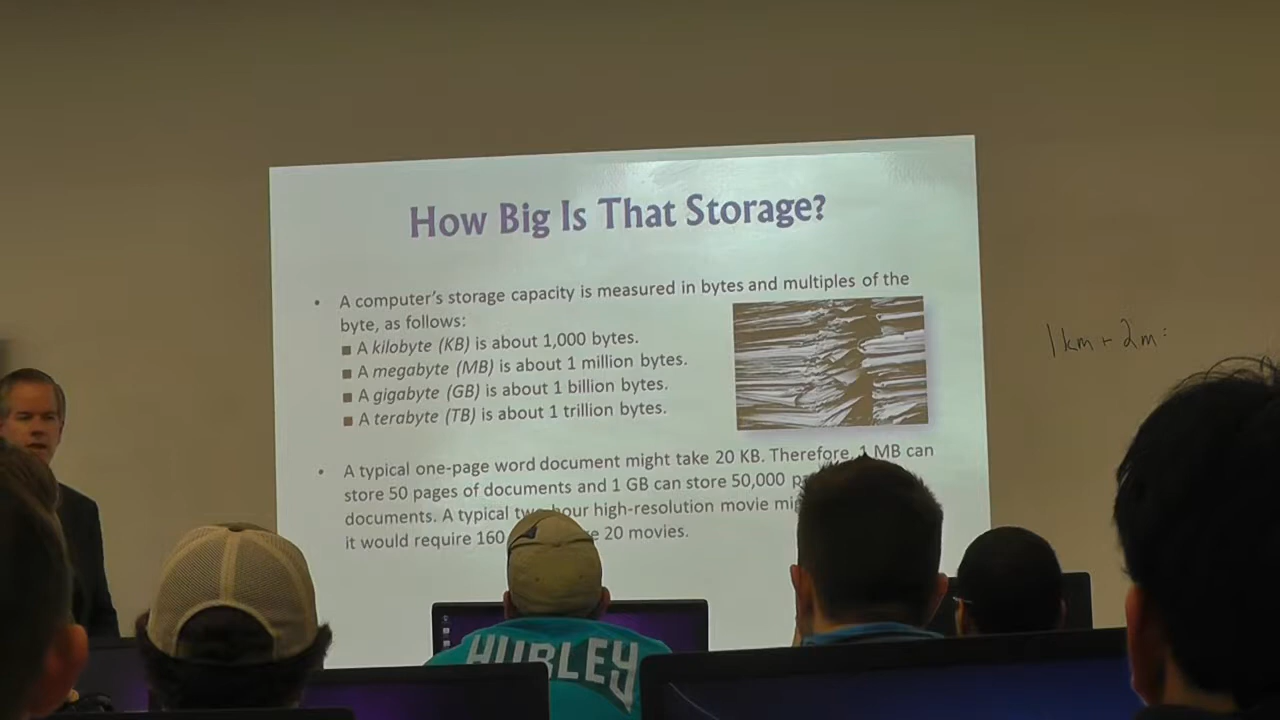 How Big Is That Storage?
• A computer's storage capacity is measured in bytes and multiples of the
byte, as follows:
■ A kilobyte (KB) is about 1,000 bytes.
■ A megabyte (MB) is about 1 million bytes.
■ A gigabyte (GB) is about 1 billion bytes.
■ A terabyte (TB) is about 1 trillion bytes.
• A typical one-page word document might take 20 KB. Therefore, 1 MB can
store 50 pages of documents and 1 GB can store 50,000
documents. A typical hour high-resolution movie
it would require 160 20 movies.
1km + 2m =
HURLEY